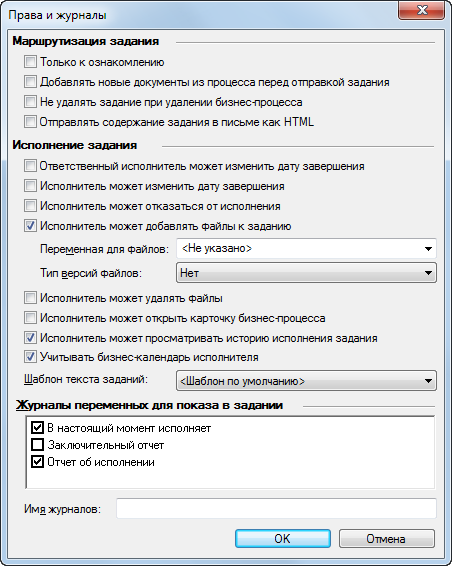 Права и журналы
Маршрутизация задания
Только к ознакомлению
Добавлять новые документы из процесса перед отправкой задания
Не удалять задание при удалении бизнес-процесса
Отправлять содержание задания в письме как HTML
Исполнение задания
Ответственный исполнитель может изменить дату завершения
Исполнитель может изменить дату завершения
Исполнитель может отказаться от исполнения
Исполнитель может добавлять файлы к заданию
Переменная для файлов: <Не указано>
Тип версий файлов: Нет
Исполнитель может удалять файлы
Исполнитель может открыть карточку бизнес-процесса
Исполнитель может просматривать историю исполнения задания
Учитывать бизнес-календарь исполнителя
Шаблон текста заданий: <Шаблон по умолчанию>
Журналы переменных для показа в задании
В настоящий момент исполняет
Заключительный отчет
Отчет об исполнении
Имя журналов:
OK Отмена